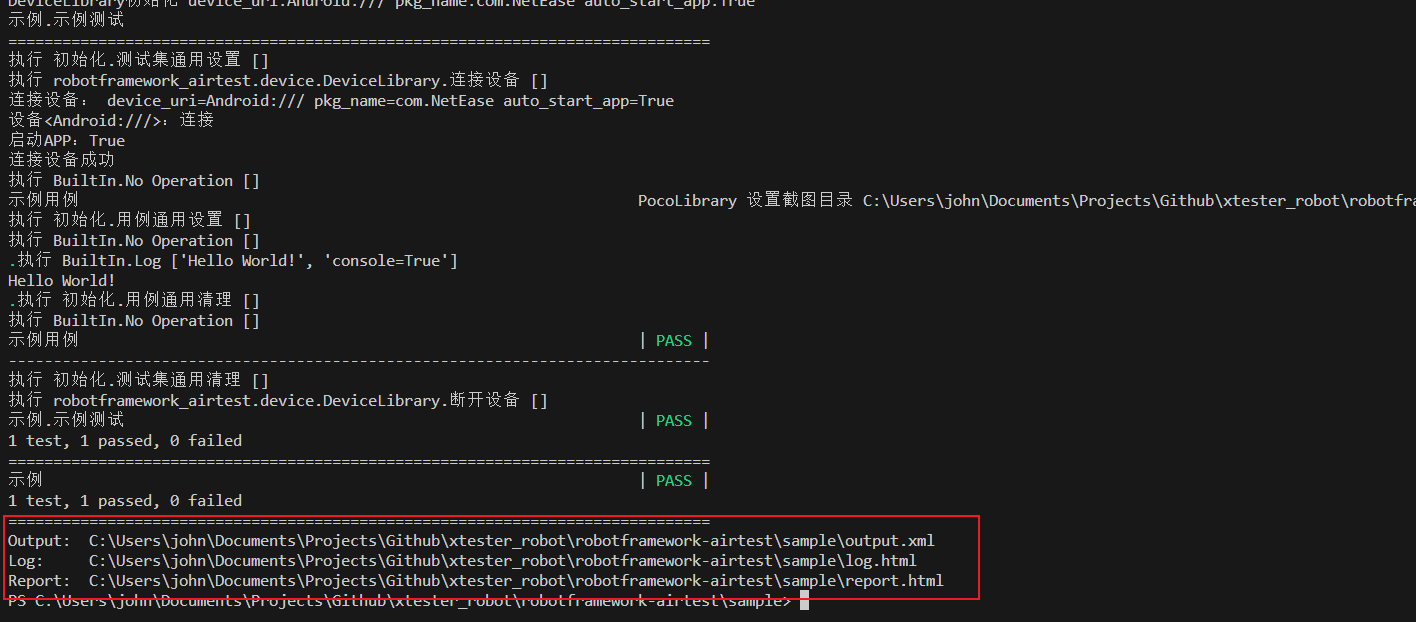 DeviceLibrary初始化 device_uri:Android:/// pkg_name:com.NetEase auto_start_app:True
示例.示例测试
==============================================================================
执行 初始化.测试集通用设置 []
执行 robotframework_airtest.device.DeviceLibrary.连接设备 []
连接设备： device_uri=Android:/// pkg_name=com.NetEase auto_start_app=True
设备<Android:///>：连接
启动APP：True
连接设备成功
执行 BuiltIn.No Operation []
示例用例 PocoLibrary 设置截图目录 C:\Users\john\Documents\Projects\Github\xtester_robot\robotfra
执行 初始化.用例通用设置 []
执行 BuiltIn.No Operation []
.执行 BuiltIn.Log ['Hello World!', 'console=True']
Hello World!
.执行 初始化.用例通用清理 []
执行 BuiltIn.No Operation []
示例用例 | PASS |
------------------------------------------------------------------------------
执行 初始化.测试集通用清理 []
执行 robotframework_airtest.device.DeviceLibrary.断开设备 []
示例.示例测试 | PASS |
1 test, 1 passed, 0 failed
==============================================================================
示例 | PASS |
1 test, 1 passed, 0 failed
==============================================================================
Output: C:\Users\john\Documents\Projects\Github\xtester_robot\robotframework-airtest\sample\output.xml
Log: C:\Users\john\Documents\Projects\Github\xtester_robot\robotframework-airtest\sample\log.html
Report: C:\Users\john\Documents\Projects\Github\xtester_robot\robotframework-airtest\sample\report.html
PS C:\Users\john\Documents\Projects\Github\xtester_robot\robotframework-airtest\sample>